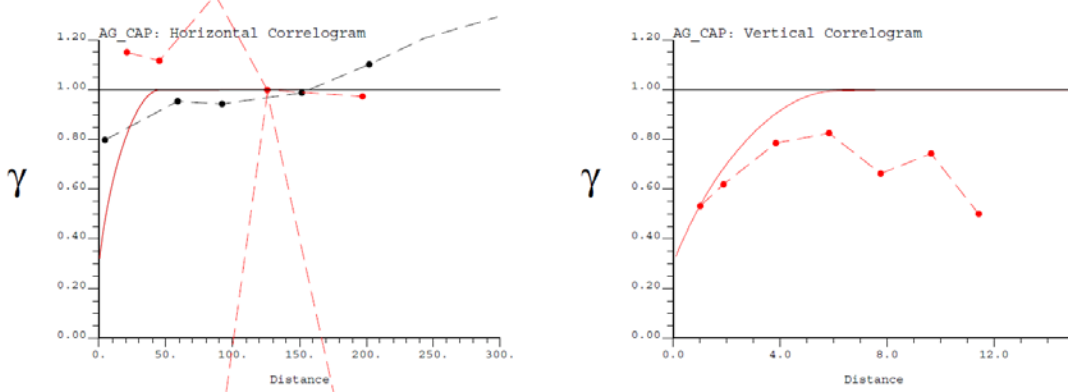 AG_CAP: Horizontal Correlogram
1.20
1.00
0.80
0.60
0.40
0.20
0.00
γ
0. 50. 100. 150. 200. 250. 300.
Distance
AG_CAP: Vertical Correlogram
1.20
1.00
0.80
0.60
0.40
0.20
0.00
γ
0.0 4.0 8.0 12.0
Distance